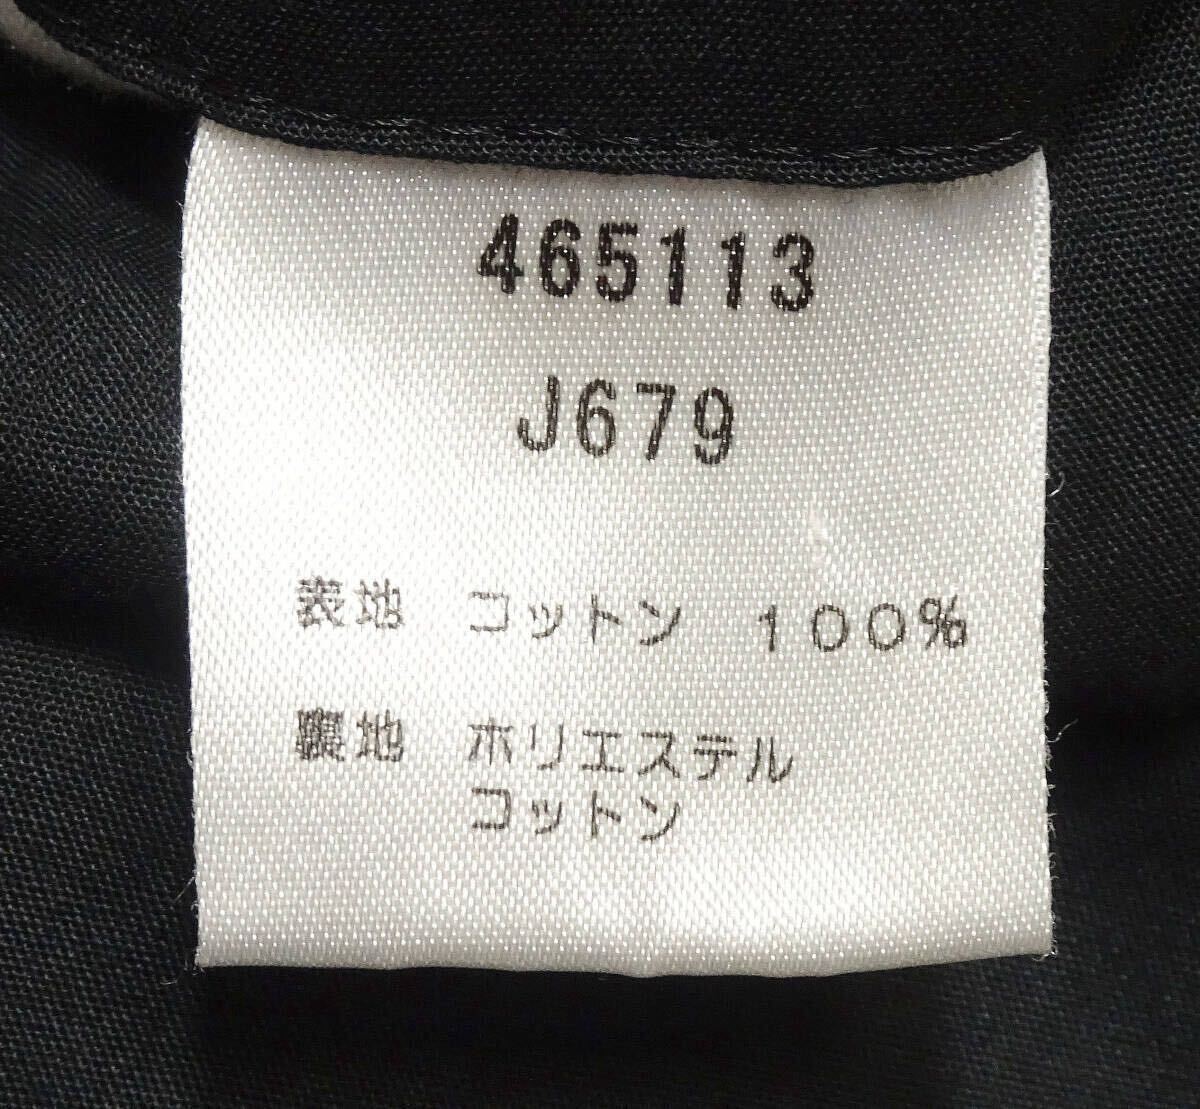 465113
J679
表地 コットン 100%
裏地 ポリエステル
コットン